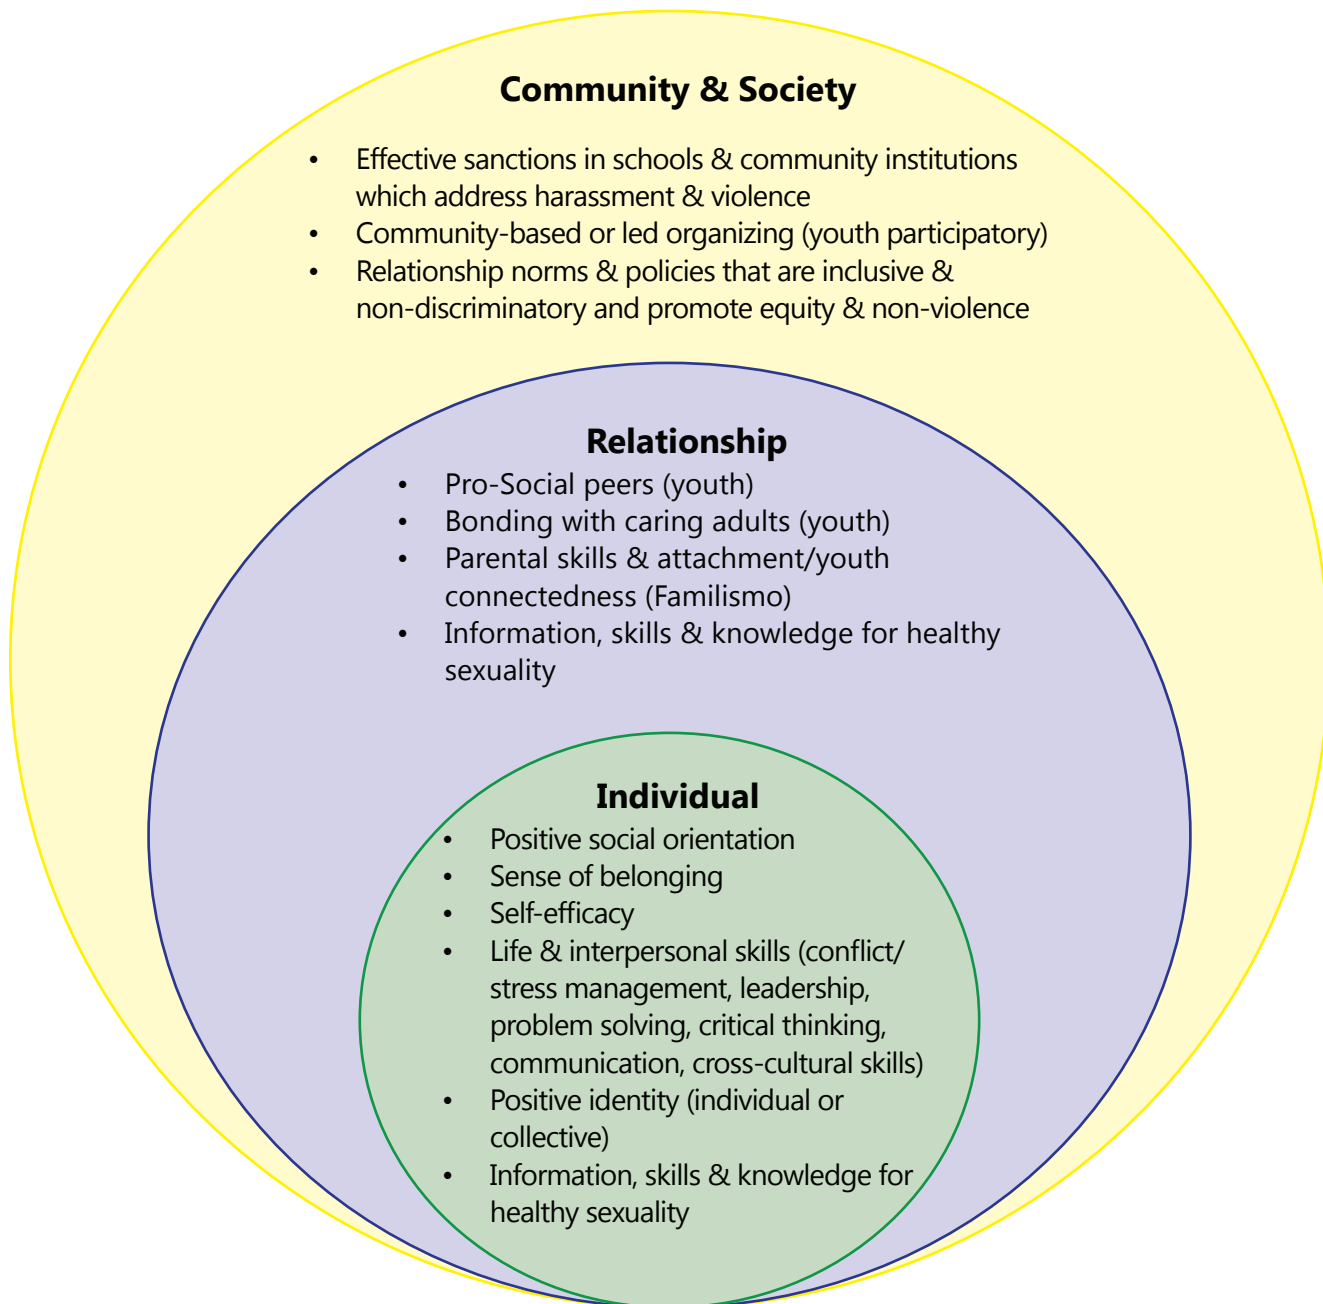 Community & Society
• Effective sanctions in schools & community institutions
which address harassment & violence
• Community-based or led organizing (youth participatory)
• Relationship norms & policies that are inclusive &
non-discriminatory and promote equity & non-violence
Relationship
• Pro-Social peers (youth)
• Bonding with caring adults (youth)
• Parental skills & attachment/youth
connectedness (Familismo)
• Information, skills & knowledge for healthy
sexuality
Individual
• Positive social orientation
• Sense of belonging
• Self-efficacy
• Life & interpersonal skills (conflict/
stress management, leadership,
problem solving, critical thinking,
communication, cross-cultural skills)
• Positive identity (individual or
collective)
• Information, skills & knowledge for
healthy sexuality